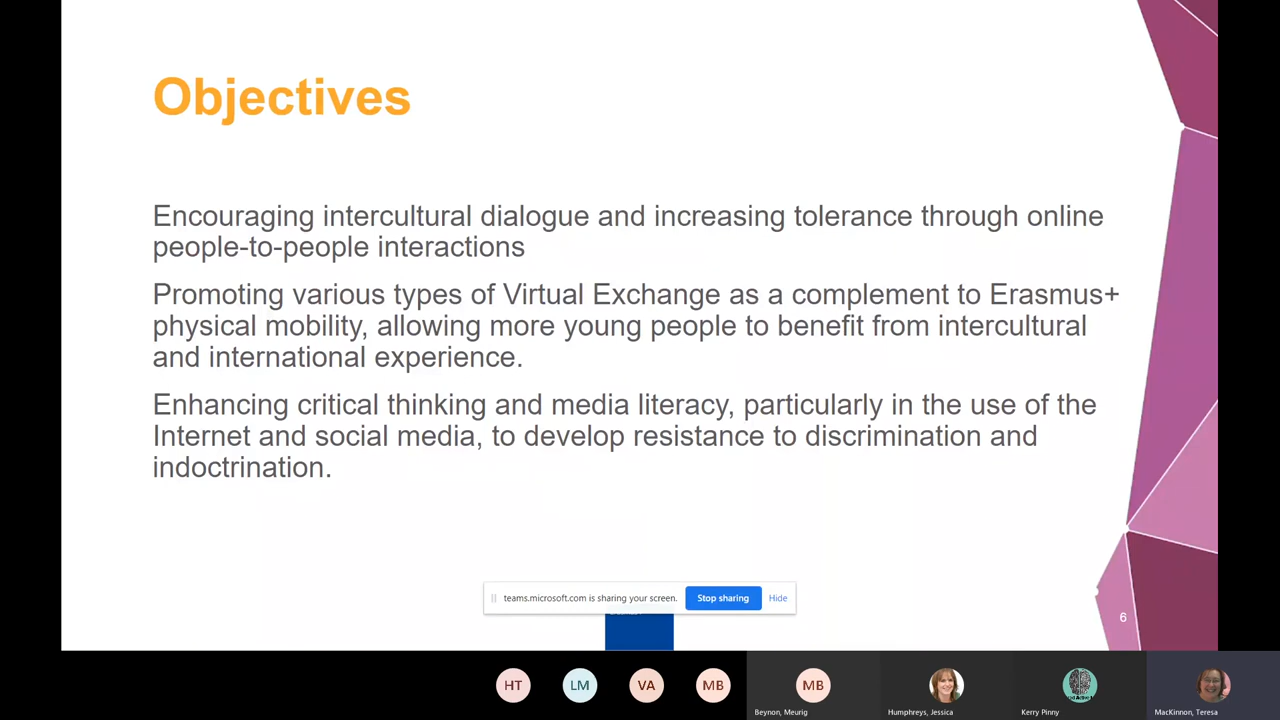 Objectives
Encouraging intercultural dialogue and increasing tolerance through online
people-to-people interactions
Promoting various types of Virtual Exchange as a complement to Erasmus+
physical mobility, allowing more young people to benefit from intercultural
and international experience.
Enhancing critical thinking and media literacy, particularly in the use of the
Internet and social media, to develop resistance to discrimination and
indoctrination.
teams.microsoft.com is sharing your screen. Stop sharing Hide
6
HT LM VA MB MB
Beynon, Meurig Humphreys, Jessica Kerry Pinny MacKinnon, Teresa